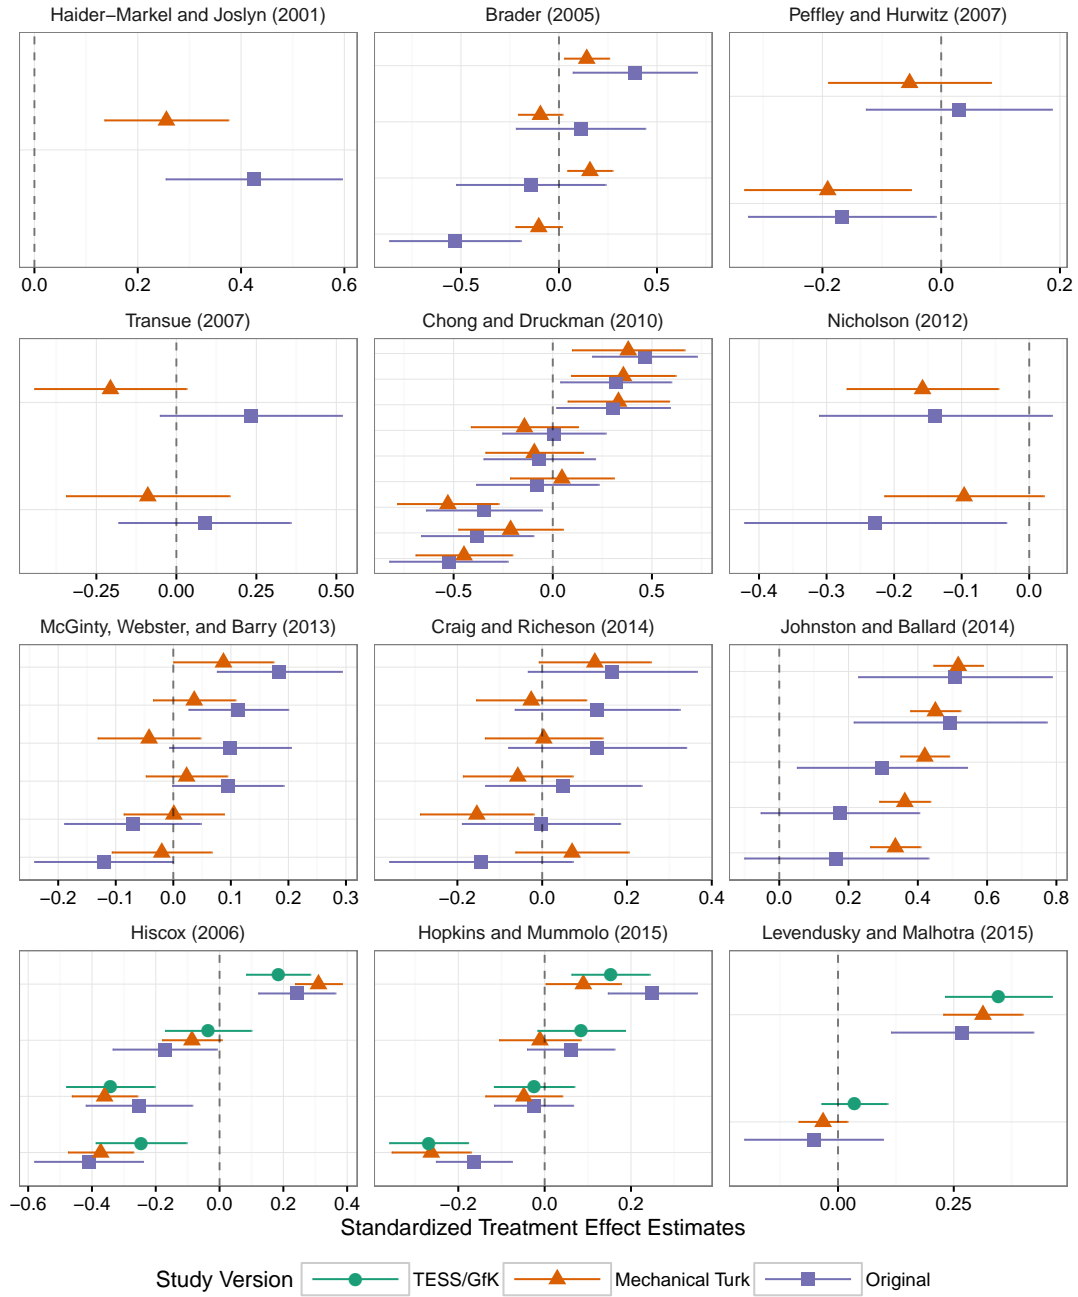 Haider−Markel and Joslyn (2001) Brader (2005) Peffley and Hurwitz (2007)
0.0 0.2 0.4 0.6 −0.5 0.0 0.5 −0.2 0.0 0.2
Transue (2007) Chong and Druckman (2010) Nicholson (2012)
−0.25 0.00 0.25 0.50 −0.5 0.0 0.5 −0.4 −0.3 −0.2 −0.1 0.0
McGinty, Webster, and Barry (2013) Craig and Richeson (2014) Johnston and Ballard (2014)
−0.2 −0.1 0.0 0.1 0.2 0.3 −0.2 0.0 0.2 0.4 0.0 0.2 0.4 0.6 0.8
Hiscox (2006) Hopkins and Mummolo (2015) Levendusky and Malhotra (2015)
−0.6 −0.4 −0.2 0.0 0.2 0.4 −0.2 0.0 0.2 0.00 0.25
Standardized Treatment Effect Estimates
Study Version TESS/GfK Mechanical Turk Original